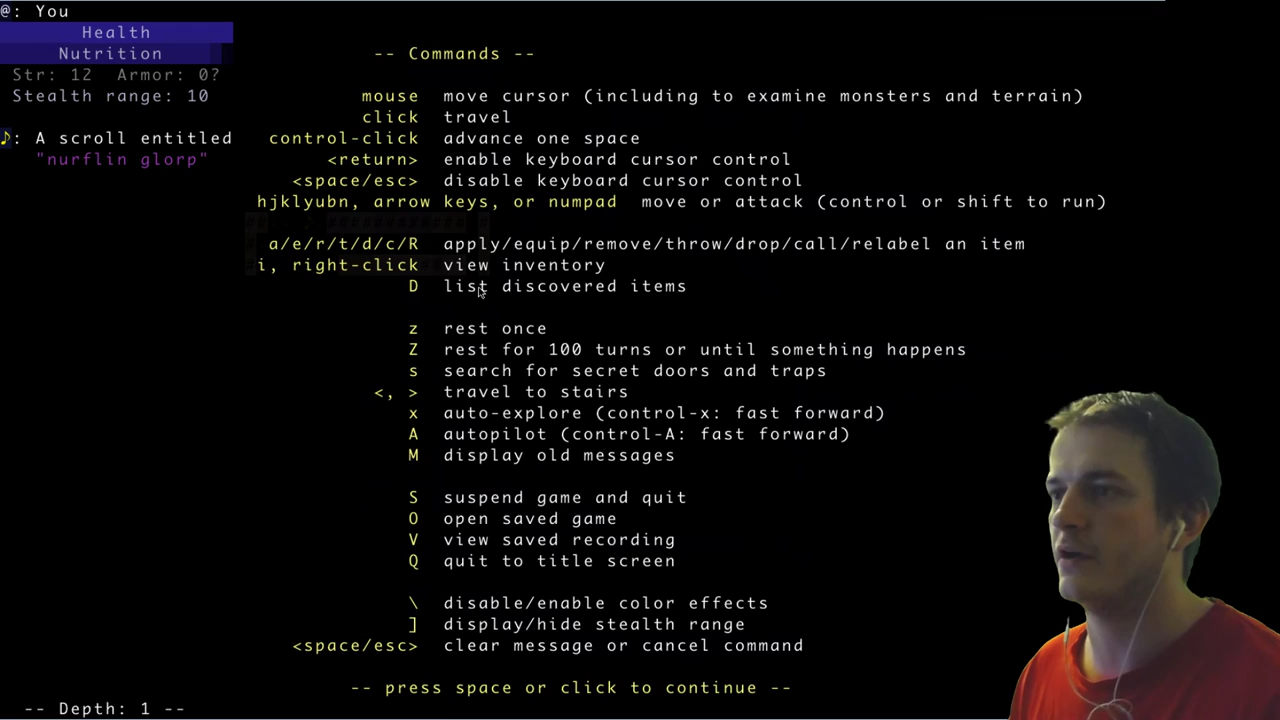 @: You
Health
Nutrition
Str: 12 Armor: 0?
Stealth range: 10
♪: A scroll entitled
"nurflin glorp"
-- Commands --
mouse move cursor (including to examine monsters and terrain)
click travel
control-click advance one space
<return> enable keyboard cursor control
<space/esc> disable keyboard cursor control
hjklyubn, arrow keys, or numpad move or attack (control or shift to run)
a/e/r/t/d/c/R apply/equip/remove/throw/drop/call/relabel an item
i, right-click view inventory
D list discovered items
z rest once
Z rest for 100 turns or until something happens
s search for secret doors and traps
<, > travel to stairs
x auto-explore (control-x: fast forward)
A autopilot (control-A: fast forward)
M display old messages
S suspend game and quit
O open saved game
V view saved recording
Q quit to title screen
\ disable/enable color effects
] display/hide stealth range
<space/esc> clear message or cancel command
-- press space or click to continue --
-- Depth: 1 --